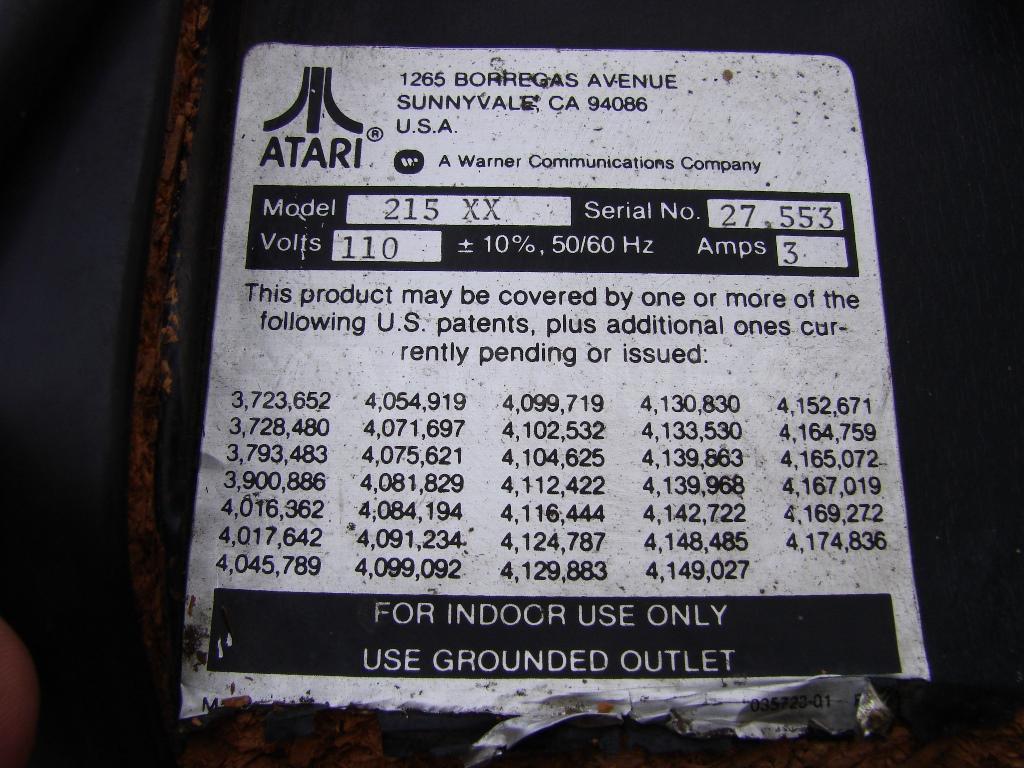 1265 BORREGAS AVENUE
SUNNYVALE, CA 94086
U.S.A.
ATARI®
A Warner Communications Company
Model 215 XX Serial No. 27553
Volts 110 ± 10%, 50/60 Hz Amps 3
This product may be covered by one or more of the
following U.S. patents, plus additional ones cur-
rently pending or issued:
3,723,652 4,054,919 4,099,719 4,130,830 4,152,671
3,728,480 4,071,697 4,102,532 4,133,530 4,164,759
3,793,483 4,075,621 4,104,625 4,139,863 4,165,072
3,900,886 4,081,829 4,112,422 4,139,968 4,167,019
4,016,362 4,084,194 4,116,444 4,142,722 4,169,272
4,017,642 4,091,234 4,124,787 4,148,485 4,174,836
4,045,789 4,099,092 4,129,883 4,149,027
FOR INDOOR USE ONLY
USE GROUNDED OUTLET
035723-01